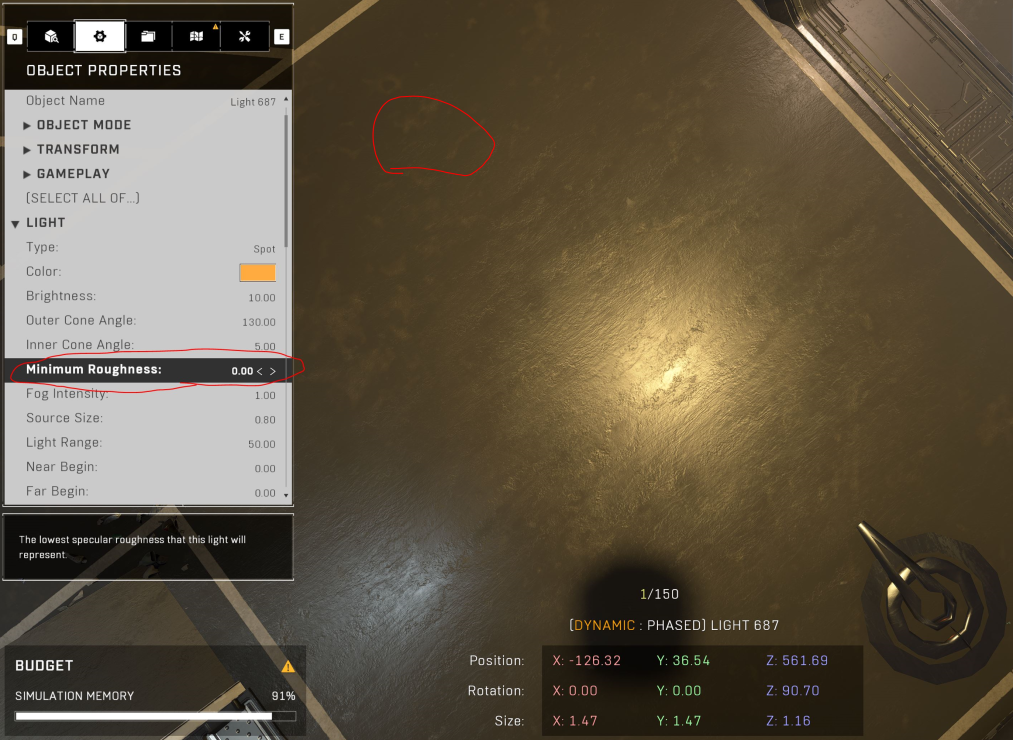 Q
E
OBJECT PROPERTIES
Object Name Light 687
OBJECT MODE
TRANSFORM
GAMEPLAY
(SELECT ALL OF...)
LIGHT
Type: Spot
Color:
Brightness: 10.00
Outer Cone Angle: 130.00
Inner Cone Angle: 5.00
Minimum Roughness: 0.00 < >
Fog Intensity: 1.00
Source Size: 0.80
Light Range: 50.00
Near Begin: 0.00
Far Begin: 0.00
The lowest specular roughness that this light will
represent.
1/150
(DYNAMIC : PHASED) LIGHT 687
Position: X: -126.32 Y: 36.54 Z: 561.69
Rotation: X: 0.00 Y: 0.00 Z: 90.70
Size: X: 1.47 Y: 1.47 Z: 1.16
BUDGET
SIMULATION MEMORY 91%